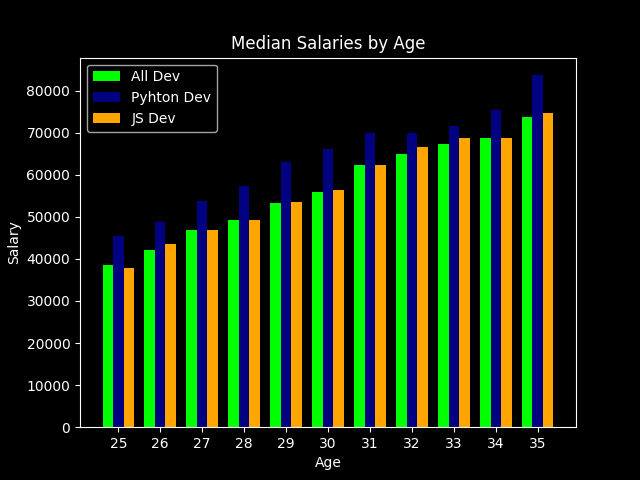 Median Salaries by Age
All Dev
Pyhton Dev
JS Dev
80000
70000
60000
50000
40000
30000
20000
10000
0
Salary
25 26 27 28 29 30 31 32 33 34 35
Age